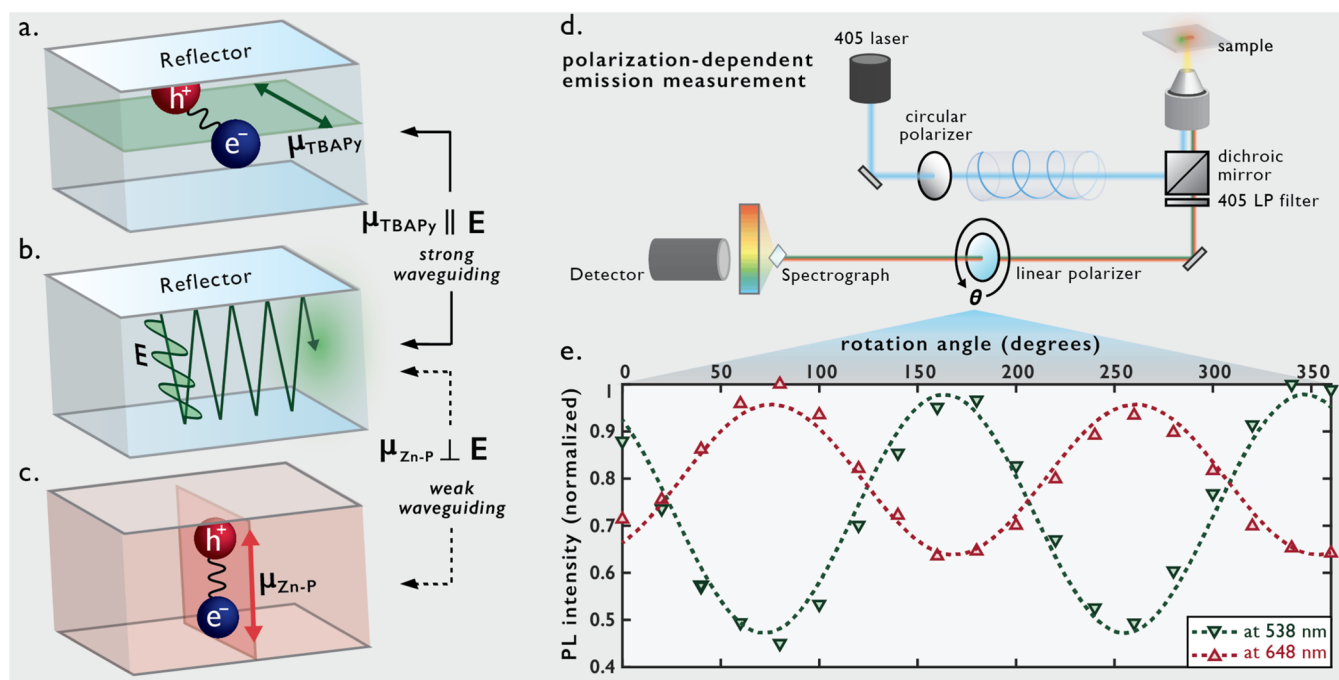 a.
Reflector
h⁺
e⁻
μTBAPy
μTBAPy ∥ E
strong
waveguiding
b.
Reflector
E
μZn-P ⊥ E
weak
waveguiding
c.
h⁺
e⁻
μZn-P
d.
polarization-dependent
emission measurement
405 laser
sample
circular
polarizer
dichroic
mirror
405 LP filter
Detector
Spectrograph
linear polarizer
θ
e.
rotation angle (degrees)
0 50 100 150 200 250 300 350
PL intensity (normalized)
1
0.9
0.8
0.7
0.6
0.5
0.4
at 538 nm
at 648 nm